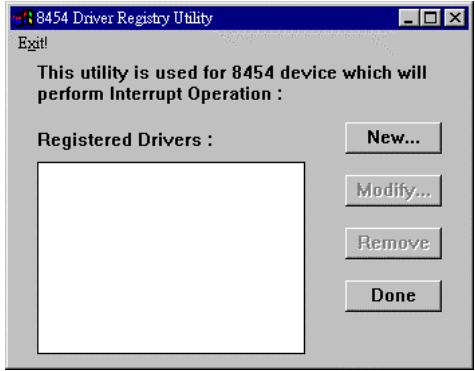 8454 Driver Registry Utility
Exit!
This utility is used for 8454 device which will
perform Interrupt Operation :
Registered Drivers :
New...
Modify...
Remove
Done